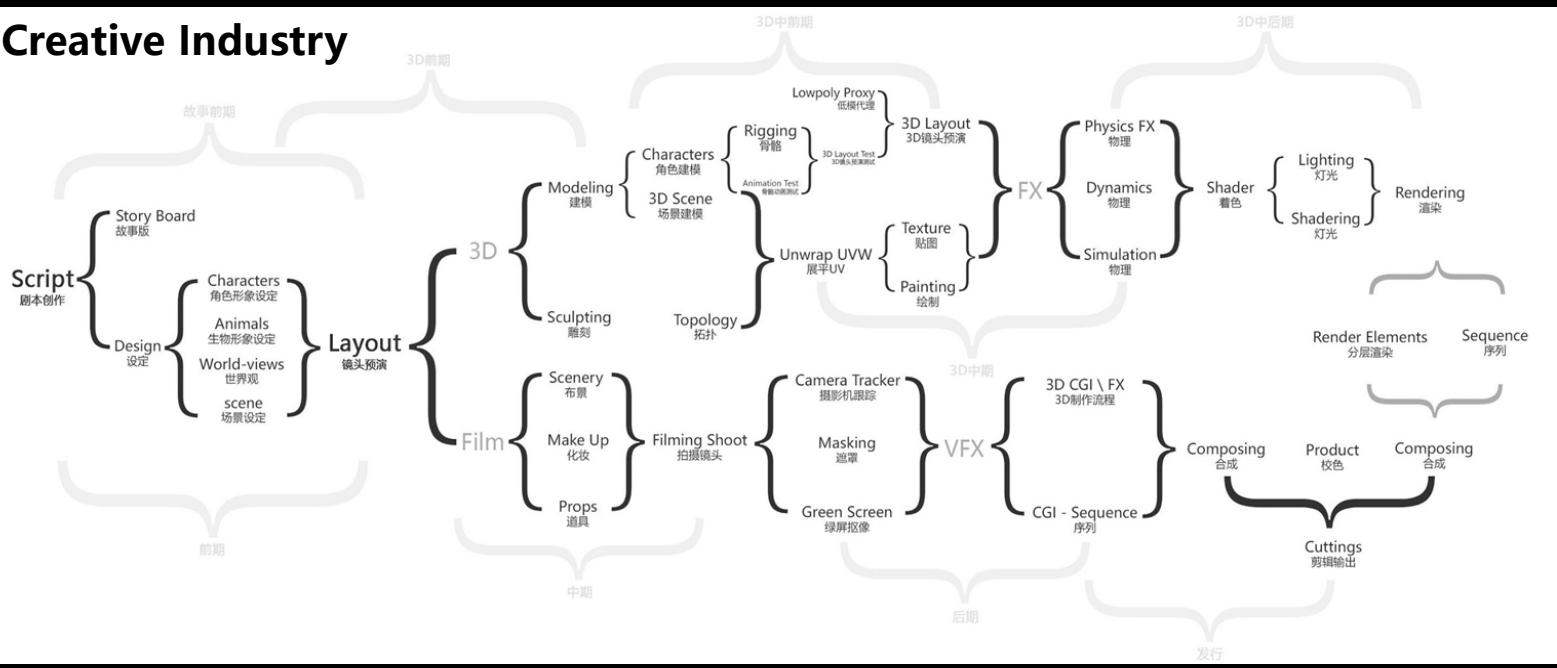 Creative Industry
3D中前期
3D中后期
3D前期
故事前期
Script
剧本创作
Story Board
故事版
Design
设定
Characters
角色形象设定
Animals
生物形象设定
World-views
世界观
scene
场景设定
Layout
镜头预演
3D
Modeling
建模
Characters
角色建模
3D Scene
场景建模
Rigging
骨骼
Animation Test
骨骼动画测试
Lowpoly Proxy
低模代理
3D Layout Test
3D镜头预演测试
3D Layout
3D镜头预演
Sculpting
雕刻
Topology
拓扑
Unwrap UVW
展平UV
Texture
贴图
Painting
绘制
FX
Physics FX
物理
Dynamics
物理
Simulation
物理
Shader
着色
Lighting
灯光
Shadering
灯光
Rendering
渲染
Render Elements
分层渲染
Sequence
序列
3D中期
Film
Scenery
布景
Make Up
化妆
Props
道具
Filming Shoot
拍摄镜头
Camera Tracker
摄影机跟踪
Masking
遮罩
Green Screen
绿屏抠像
VFX
3D CGI \ FX
3D制作流程
CGI - Sequence
序列
Composing
合成
Product
校色
Composing
合成
Cuttings
剪辑输出
前期
中期
后期
发行